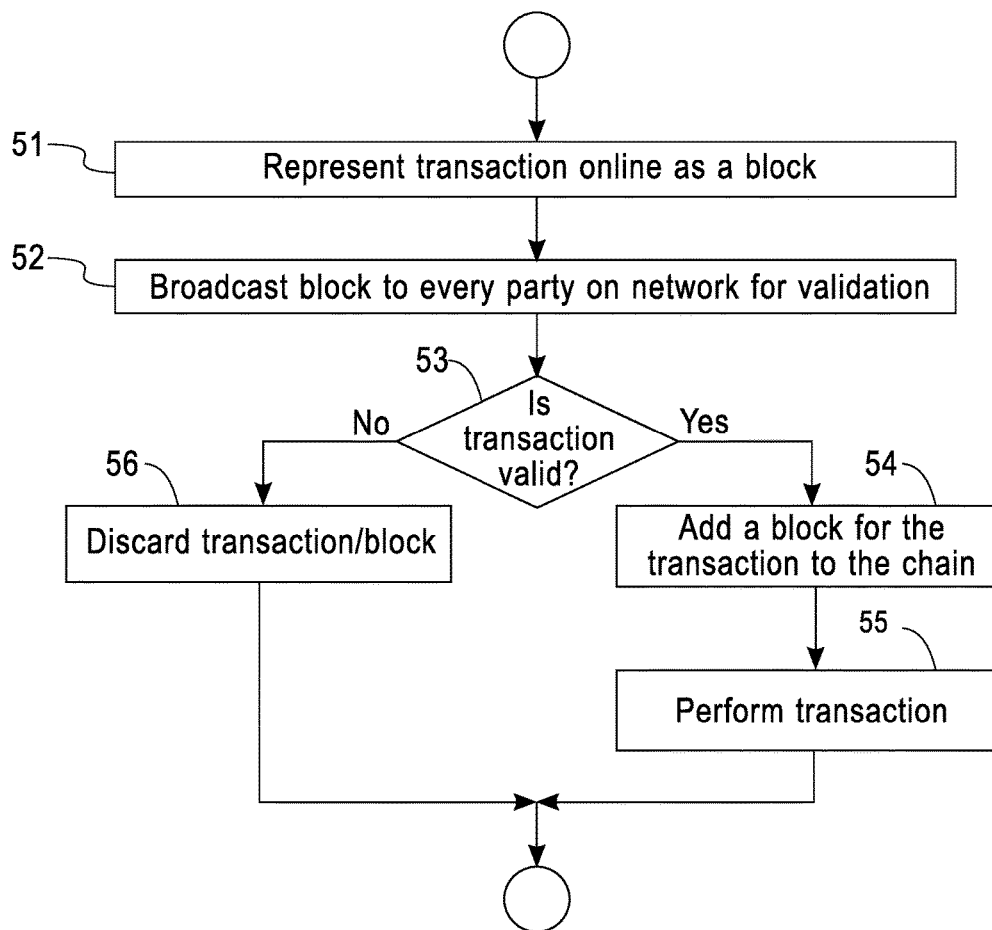 51
Represent transaction online as a block
52
Broadcast block to every party on network for validation
53
Is
transaction
valid?
No
Yes
56
Discard transaction/block
54
Add a block for the
transaction to the chain
55
Perform transaction